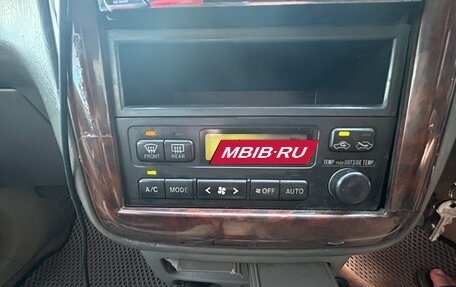 FRONT
REAR
MBIB.RU
TEMP PUSH OUTSIDE TEMP
A/C
MODE
OFF
AUTO